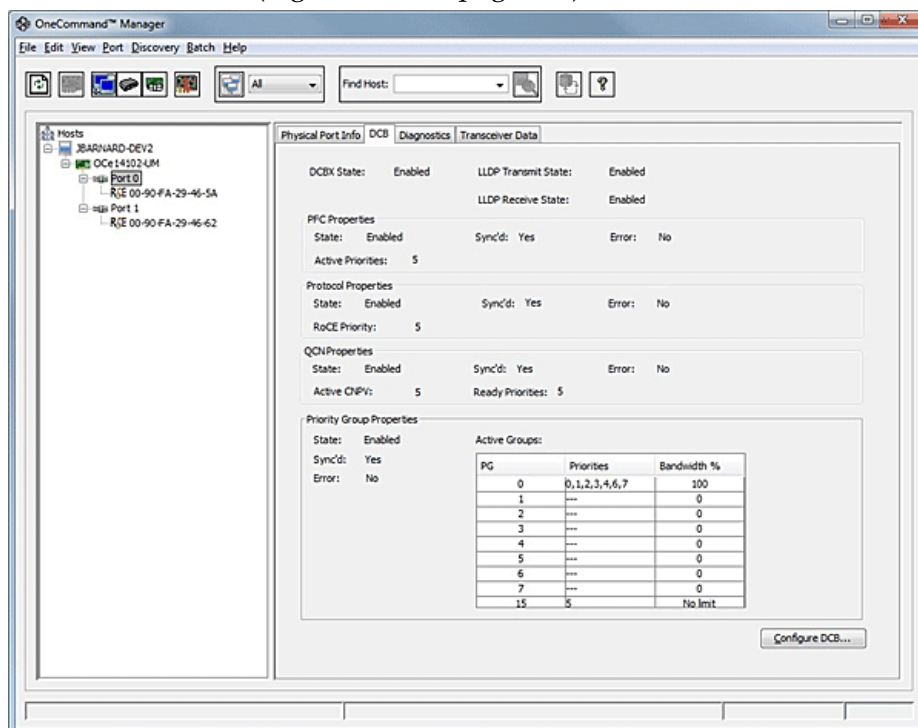 OneCommand™ Manager
File Edit View Port Discovery Batch Help
All
Find Host:
Hosts
JBARNARD-DEV2
OCe14102-UM
Port 0
00-90-FA-29-46-5A
Port 1
00-90-FA-29-46-62
Physical Port Info DCB Diagnostics Transceiver Data
DCBX State: Enabled LLDP Transmit State: Enabled
LLDP Receive State: Enabled
PFC Properties
State: Enabled Sync'd: Yes Error: No
Active Priorities: 5
Protocol Properties
State: Enabled Sync'd: Yes Error: No
RoCE Priority: 5
QCN Properties
State: Enabled Sync'd: Yes Error: No
Active CNPV: 5 Ready Priorities: 5
Priority Group Properties
State: Enabled Active Groups:
Sync'd: Yes
Error: No
PG Priorities Bandwidth %
0 0,1,2,3,4,6,7 100
1 --- 0
2 --- 0
3 --- 0
4 --- 0
5 --- 0
6 --- 0
7 --- 0
15 5 No limit
Configure DCB...